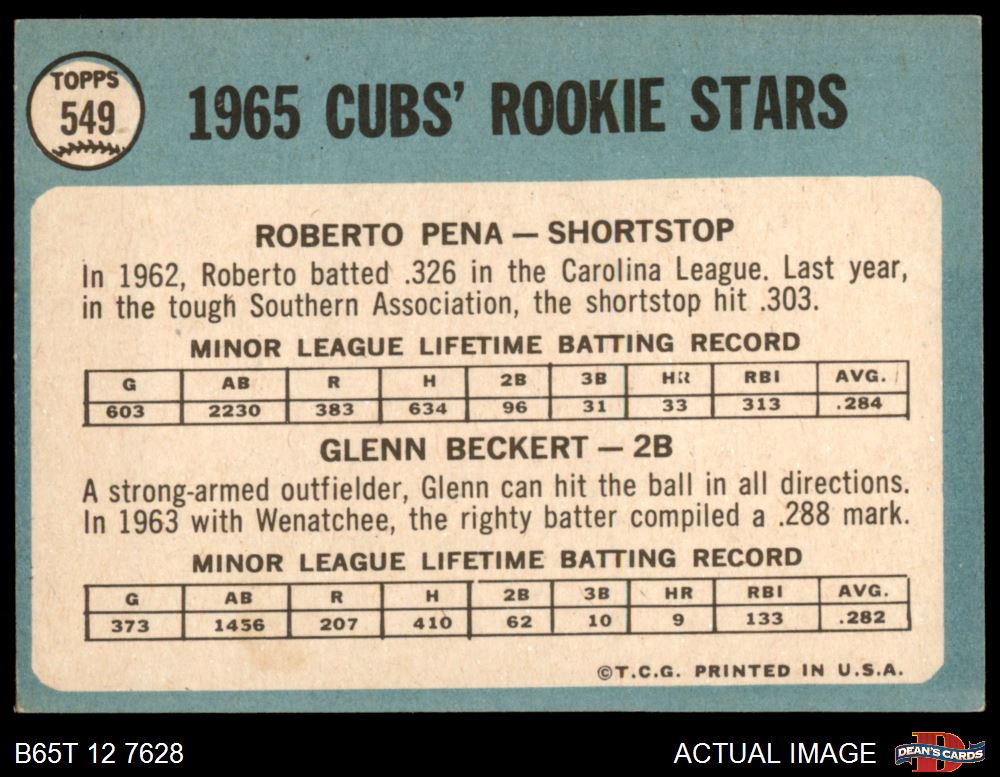 TOPPS
549
1965 CUBS' ROOKIE STARS
ROBERTO PENA — SHORTSTOP
In 1962, Roberto batted .326 in the Carolina League. Last year,
in the tough Southern Association, the shortstop hit .303.
MINOR LEAGUE LIFETIME BATTING RECORD
G AB R H 2B 3B HR RBI AVG.
603 2230 383 634 96 31 33 313 .284
GLENN BECKERT — 2B
A strong-armed outfielder, Glenn can hit the ball in all directions.
In 1963 with Wenatchee, the righty batter compiled a .288 mark.
MINOR LEAGUE LIFETIME BATTING RECORD
G AB R H 2B 3B HR RBI AVG.
373 1456 207 410 62 10 9 133 .282
©T.C.G. PRINTED IN U.S.A.
B65T 12 7628 ACTUAL IMAGE
D
DEAN'S CARDS